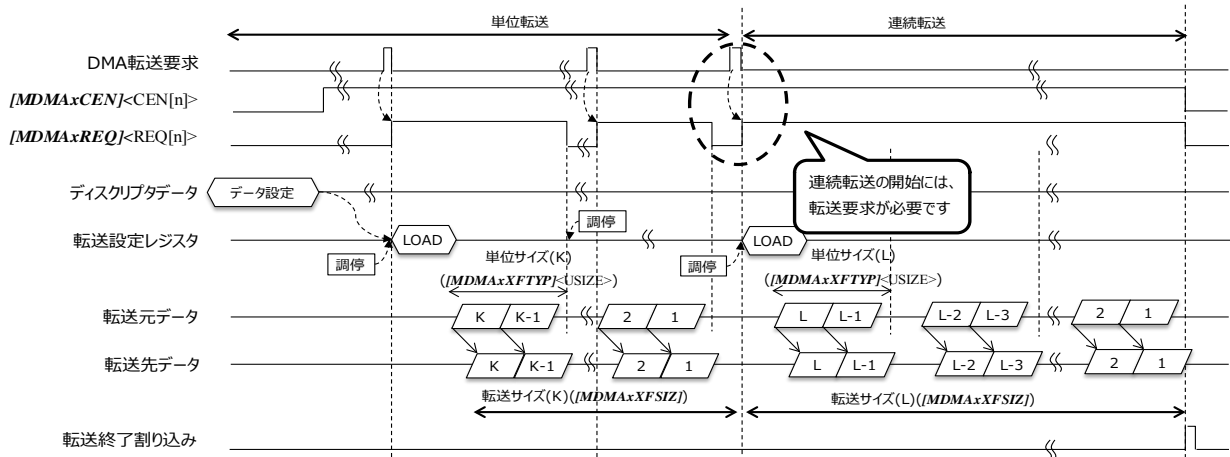 単位転送
連続転送
DMA転送要求
[MDMAxCEN]<CEN[n]>
[MDMAxREQ]<REQ[n]>
連続転送の開始には、
転送要求が必要です
ディスクリプタデータ
データ設定
調停
転送設定レジスタ
LOAD
LOAD
調停
調停
単位サイズ(K)
([MDMAxXFTYP]<USIZE>)
単位サイズ(L)
([MDMAxXFTYP]<USIZE>)
転送元データ
K K-1 2 1 L L-1 L-2 L-3 2 1
転送先データ
K K-1 2 1 L L-1 L-2 L-3 2 1
転送サイズ(K)([MDMAxXFSIZ])
転送サイズ(L)([MDMAxXFSIZ])
転送終了割り込み